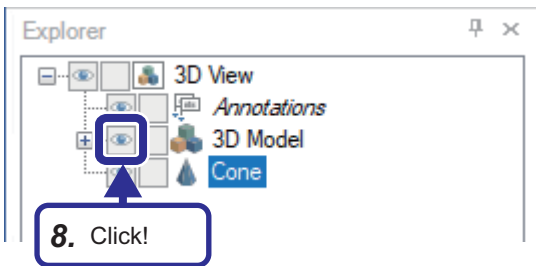 Explorer
3D View
Annotations
3D Model
Cone
8. Click!